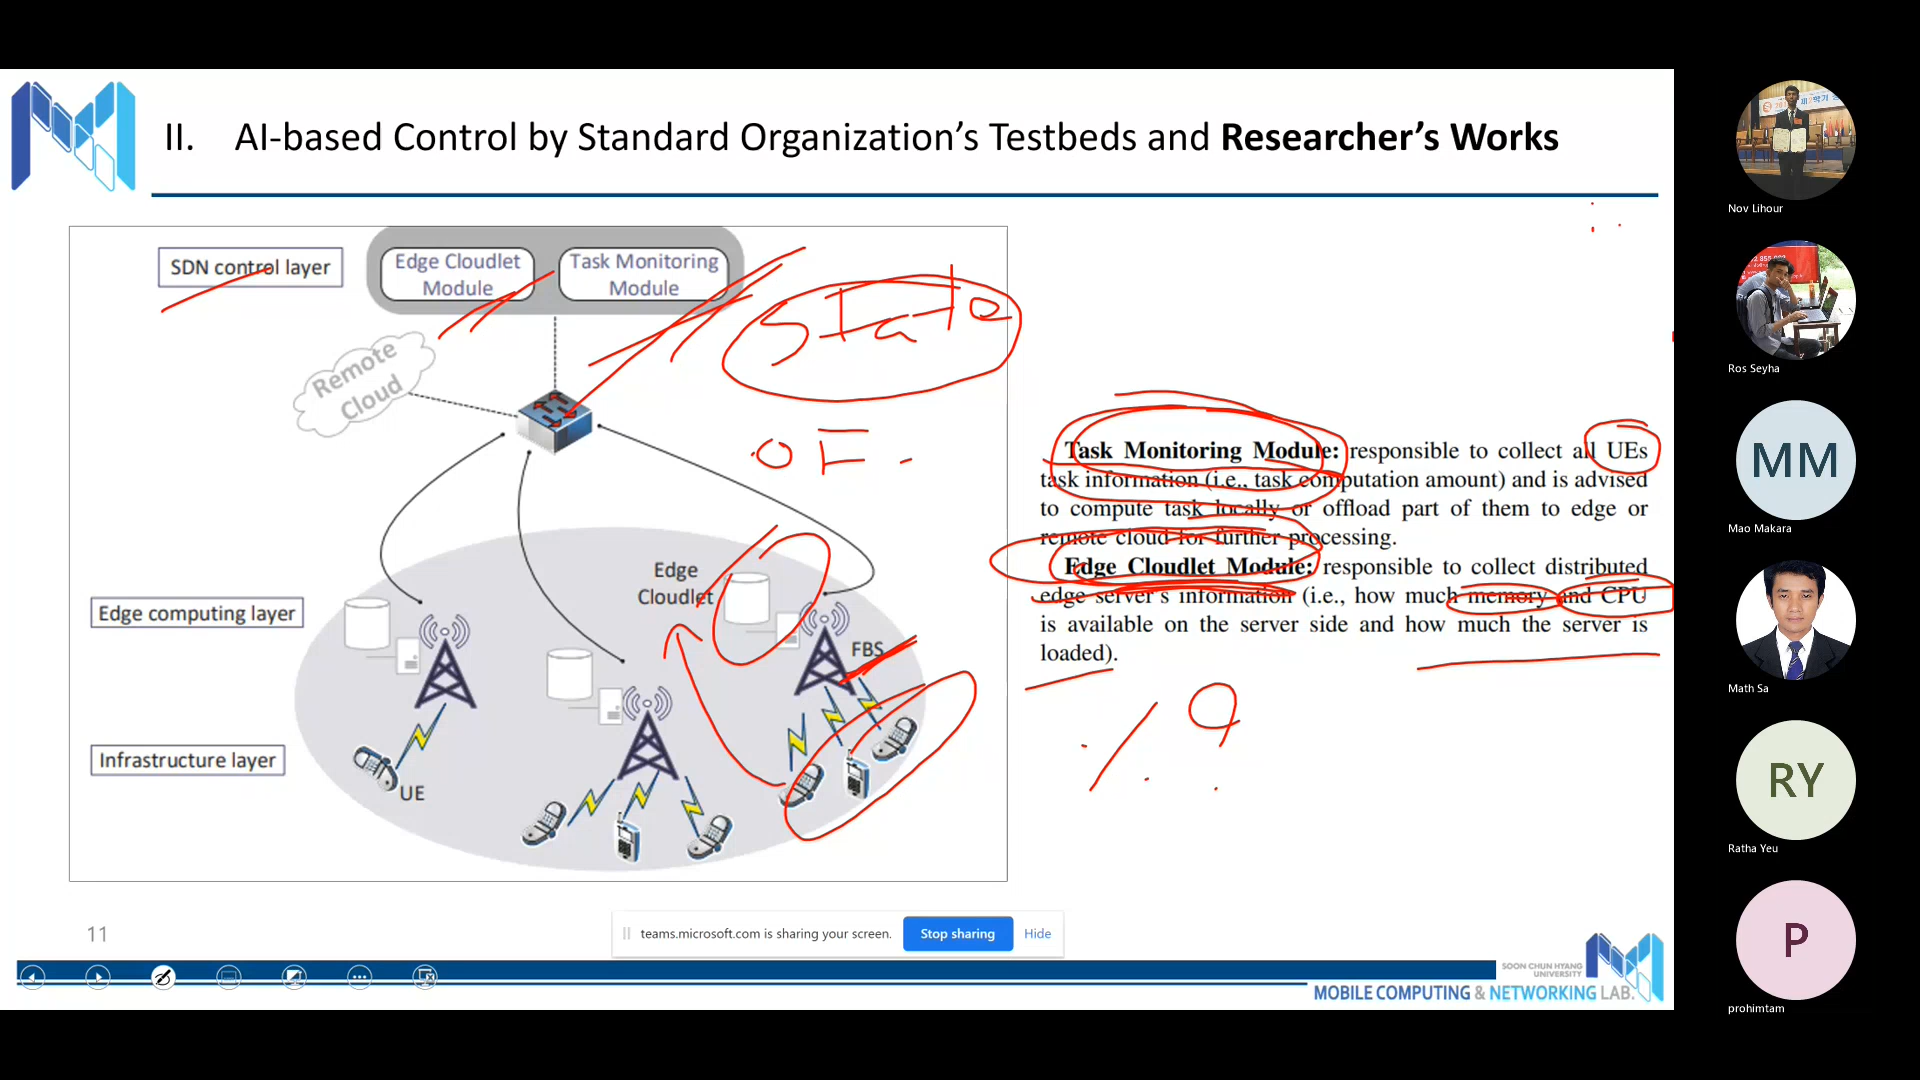 II. AI-based Control by Standard Organization's Testbeds and Researcher's Works
SDN control layer
Edge Cloudlet
Module
Task Monitoring
Module
State
Remote
Cloud
OF
Task Monitoring Module: responsible to collect all UEs
task information (i.e., task computation amount) and is advised
to compute task locally or offload part of them to edge or
remote cloud for further processing.
Edge Cloudlet Module: responsible to collect distributed
edge server's information (i.e., how much memory and CPU
is available on the server side and how much the server is
loaded).
Edge
Cloudlet
Edge computing layer
FBS
Infrastructure layer
UE
11
teams.microsoft.com is sharing your screen.
Stop sharing
Hide
SOON CHUN HYANG
UNIVERSITY
MOBILE COMPUTING & NETWORKING LAB.
Nov Lihour
Ros Seyha
MM
Mao Makara
Math Sa
RY
Ratha Yeu
P
prohimtam